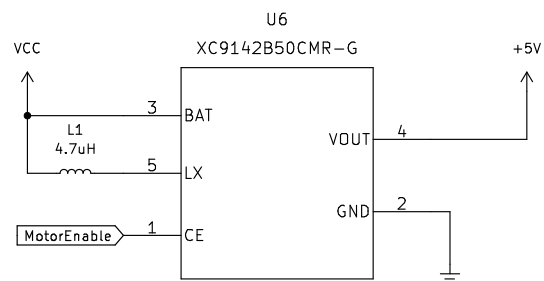 U6
VCC
XC9142B50CMR-G
+5V
3
BAT
L1
4.7uH
VOUT
4
5
LX
GND
2
MotorEnable
1
CE